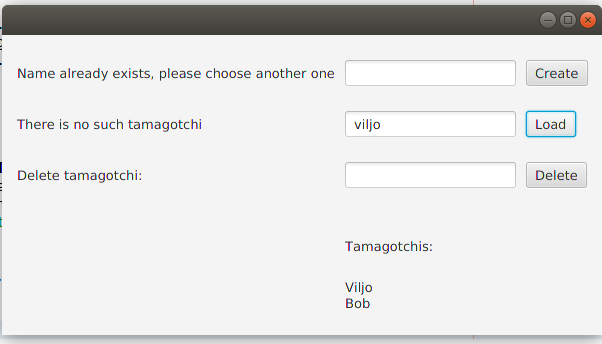 Name already exists, please choose another one
Create
There is no such tamagotchi
viljo
Load
Delete tamagotchi:
Delete
Tamagotchis:
Viljo
Bob